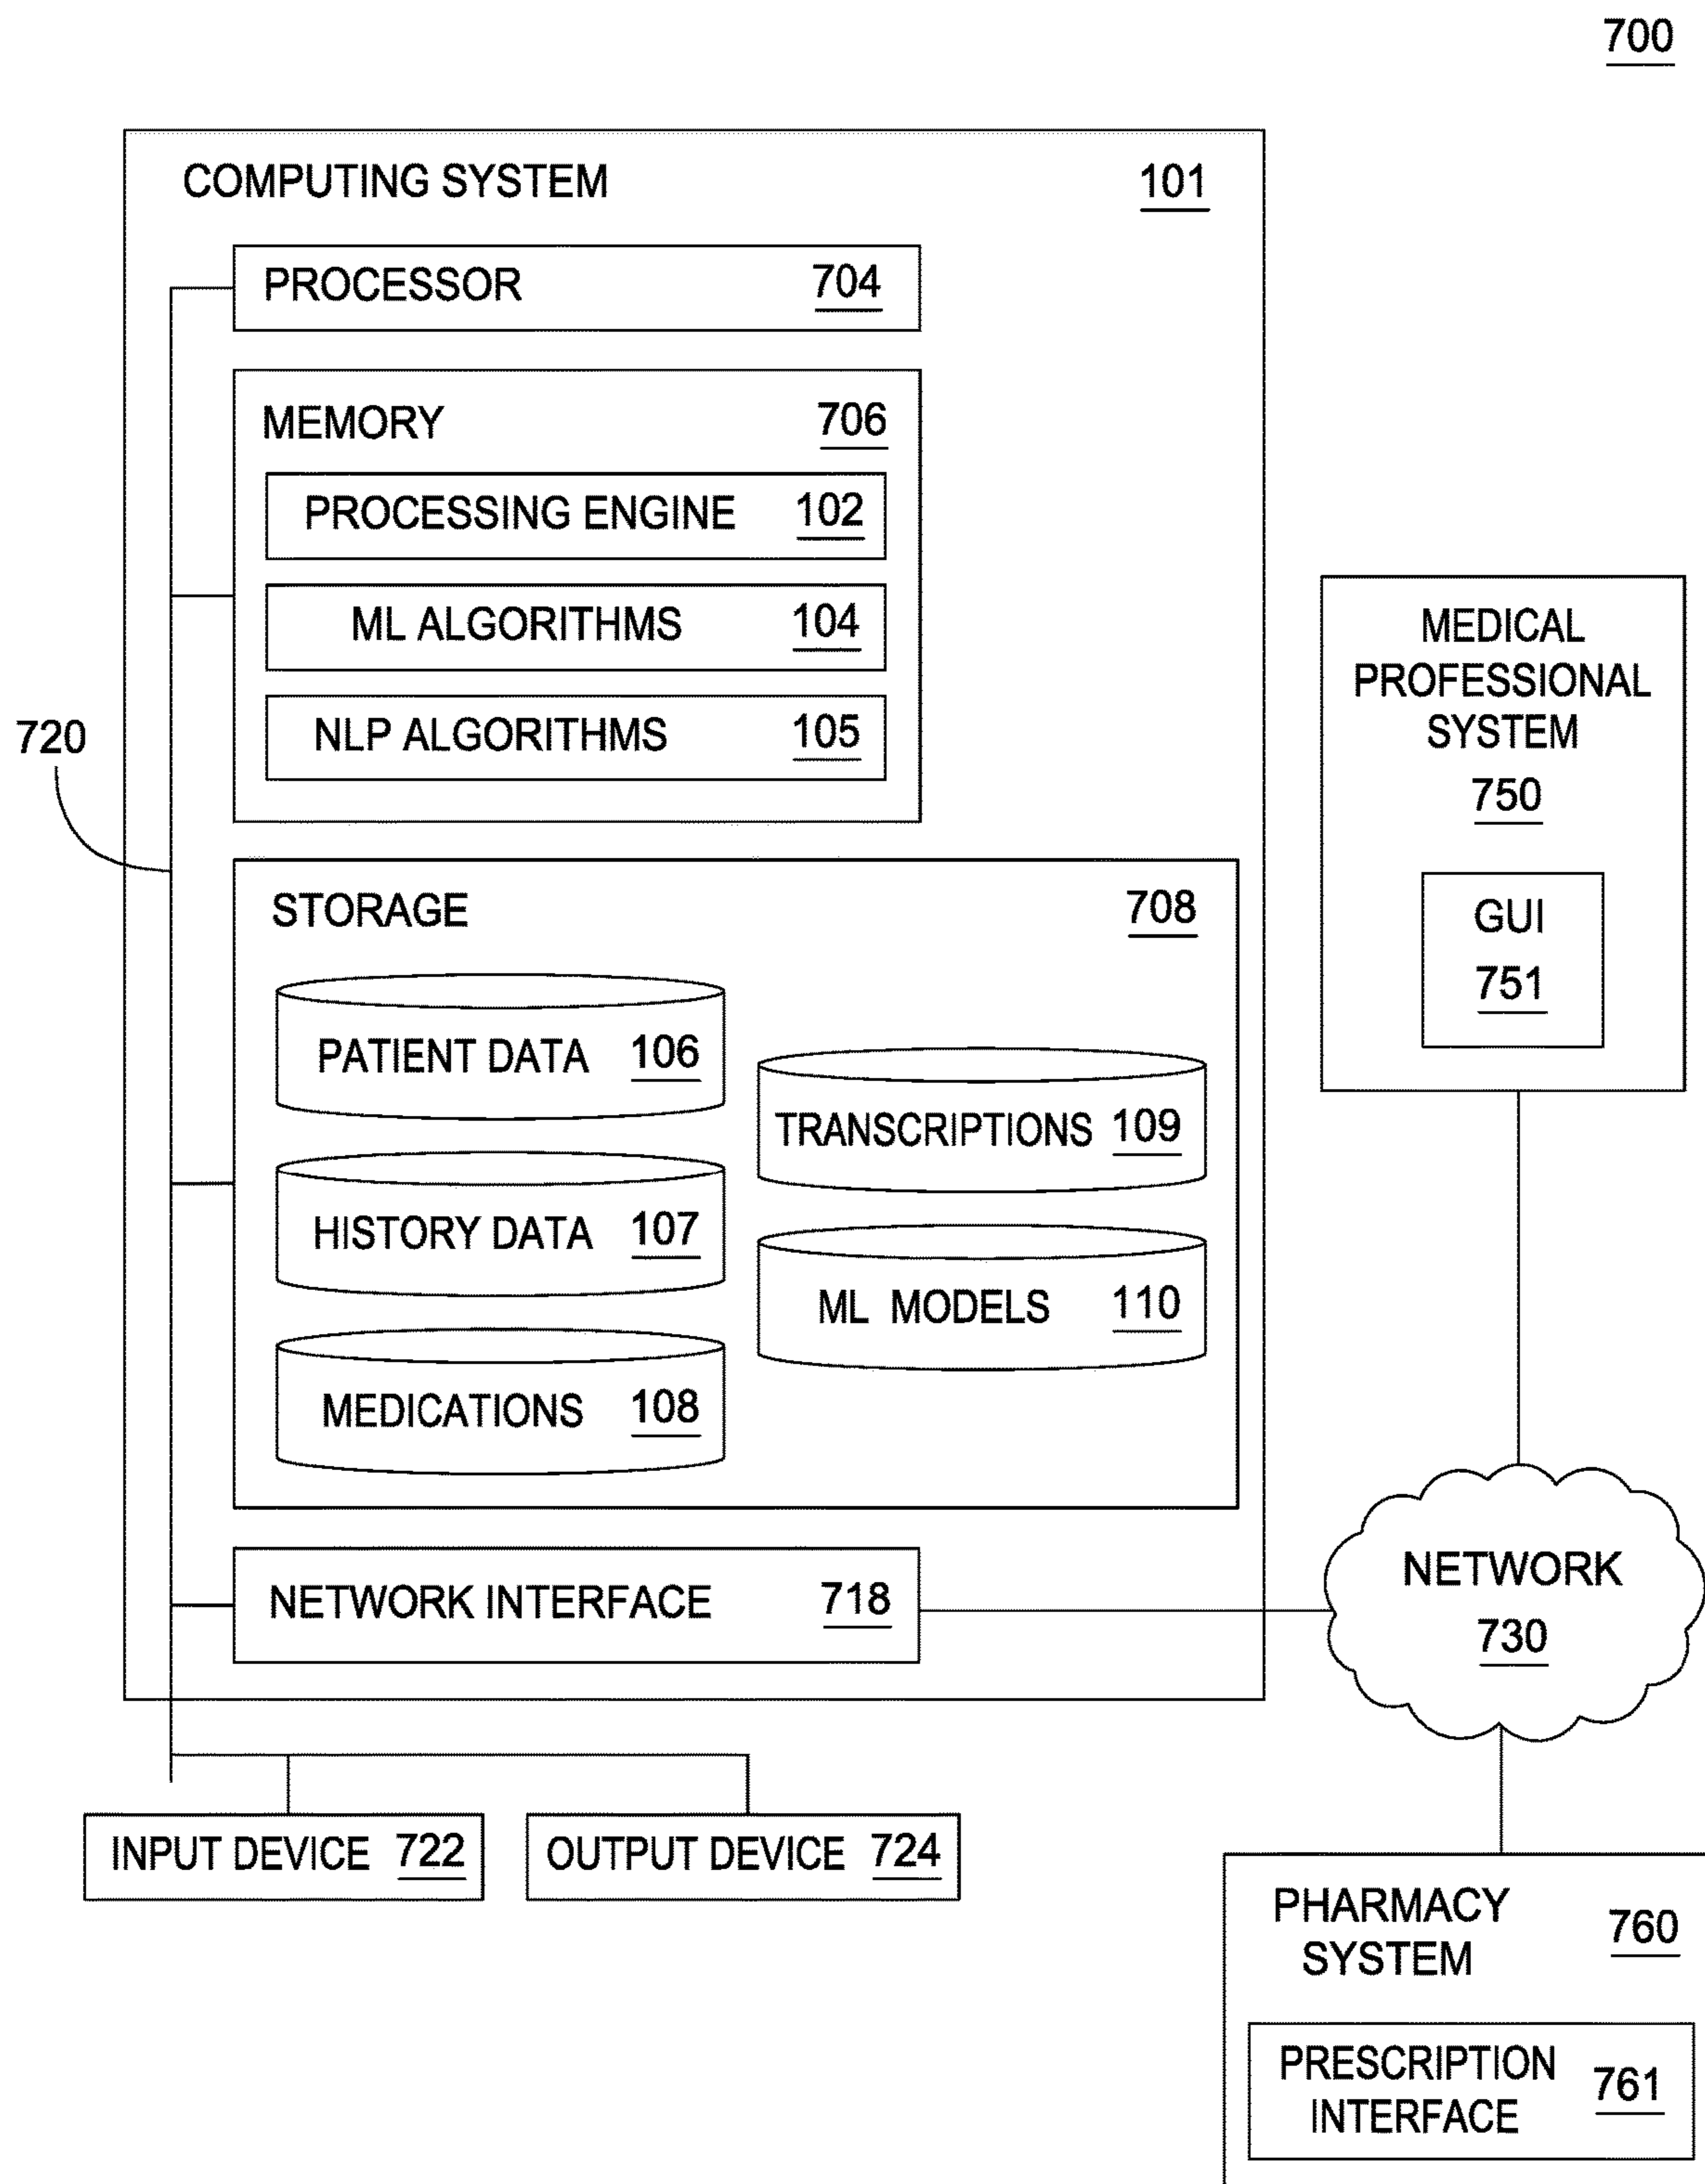 700
COMPUTING SYSTEM 101
PROCESSOR 704
MEMORY 706
PROCESSING ENGINE 102
ML ALGORITHMS 104
NLP ALGORITHMS 105
720
STORAGE 708
PATIENT DATA 106
HISTORY DATA 107
MEDICATIONS 108
TRANSCRIPTIONS 109
ML MODELS 110
NETWORK INTERFACE 718
INPUT DEVICE 722
OUTPUT DEVICE 724
MEDICAL
PROFESSIONAL
SYSTEM
750
GUI
751
NETWORK
730
PHARMACY
SYSTEM 760
PRESCRIPTION
INTERFACE 761